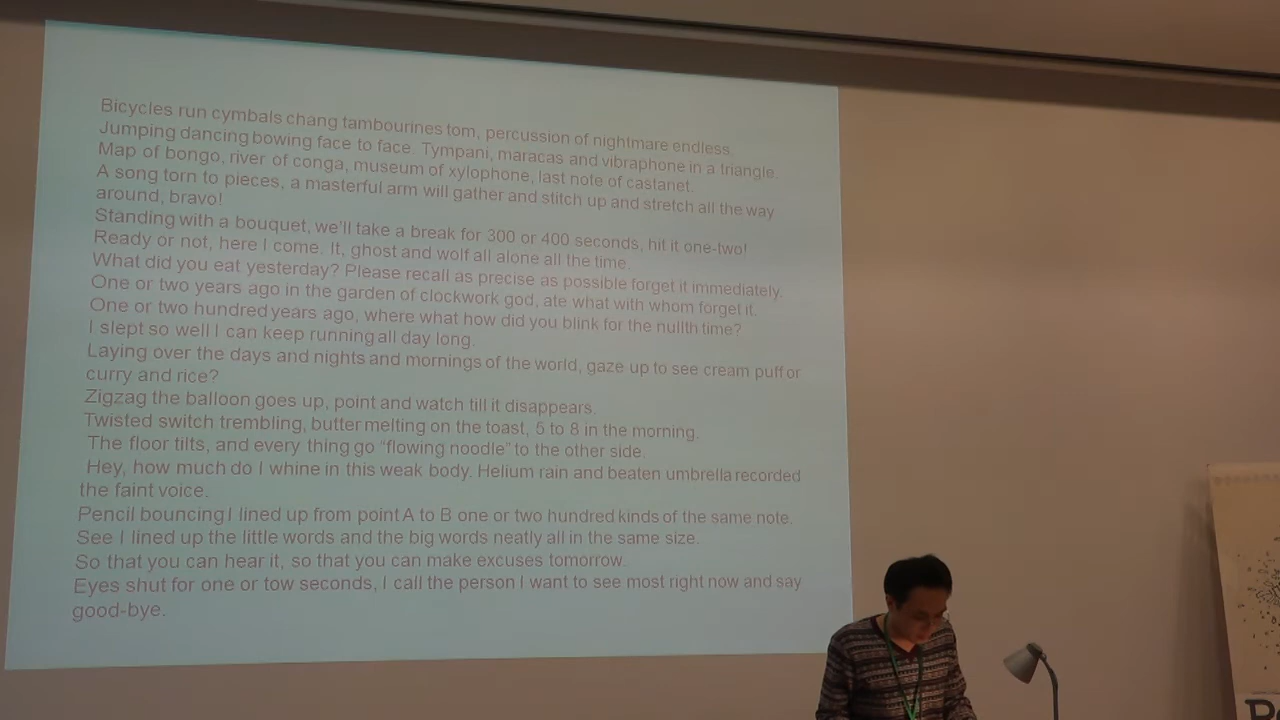 Bicycles run cymbals chang tambourines tom, percussion of nightmare endless.
Jumping dancing bowing face to face. Tympani, maracas and vibraphone in a triangle.
Map of bongo, river of conga, museum of xylophone, last note of castanet.
A song torn to pieces, a masterful arm will gather and stitch up and stretch all the way
around, bravo!
Standing with a bouquet, we'll take a break for 300 or 400 seconds, hit it one-two!
Ready or not, here I come. It, ghost and wolf all alone all the time.
What did you eat yesterday? Please recall as precise as possible forget it immediately.
One or two years ago in the garden of clockwork god, ate what with whom forget it.
One or two hundred years ago, where what how did you blink for the nullth time?
I slept so well I can keep running all day long.
Laying over the days and nights and mornings of the world, gaze up to see cream puff or
curry and rice?
Zigzag the balloon goes up, point and watch till it disappears.
Twisted switch trembling, butter melting on the toast, 5 to 8 in the morning.
The floor tilts, and every thing go "flowing noodle" to the other side.
Hey, how much do I whine in this weak body. Helium rain and beaten umbrella recorded
the faint voice.
Pencil bouncing I lined up from point A to B one or two hundred kinds of the same note.
See I lined up the little words and the big words neatly all in the same size.
So that you can hear it, so that you can make excuses tomorrow.
Eyes shut for one or tow seconds, I call the person I want to see most right now and say
good-bye.